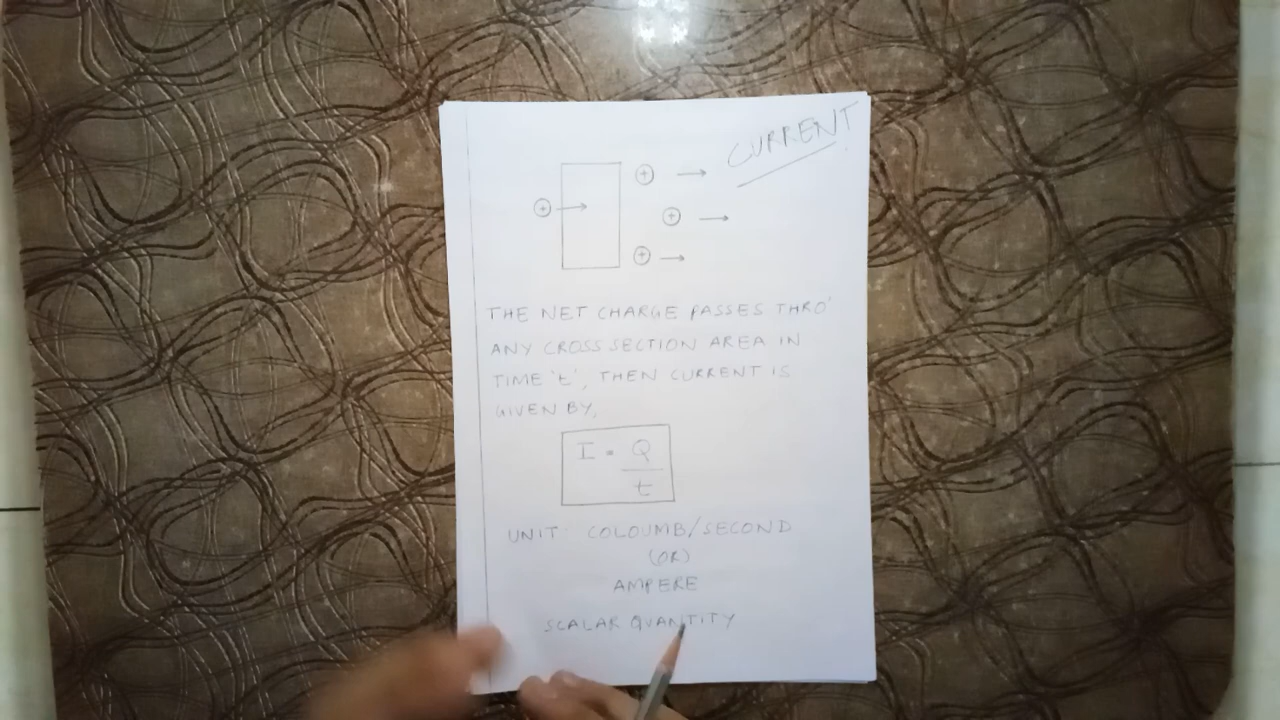 CURRENT
THE NET CHARGE PASSES THRO'
ANY CROSS SECTION AREA IN
TIME 't', THEN CURRENT IS
GIVEN BY,
I = Q
t
UNIT: COLOUMB/SECOND
(OR)
AMPERE
SCALAR QUANTITY